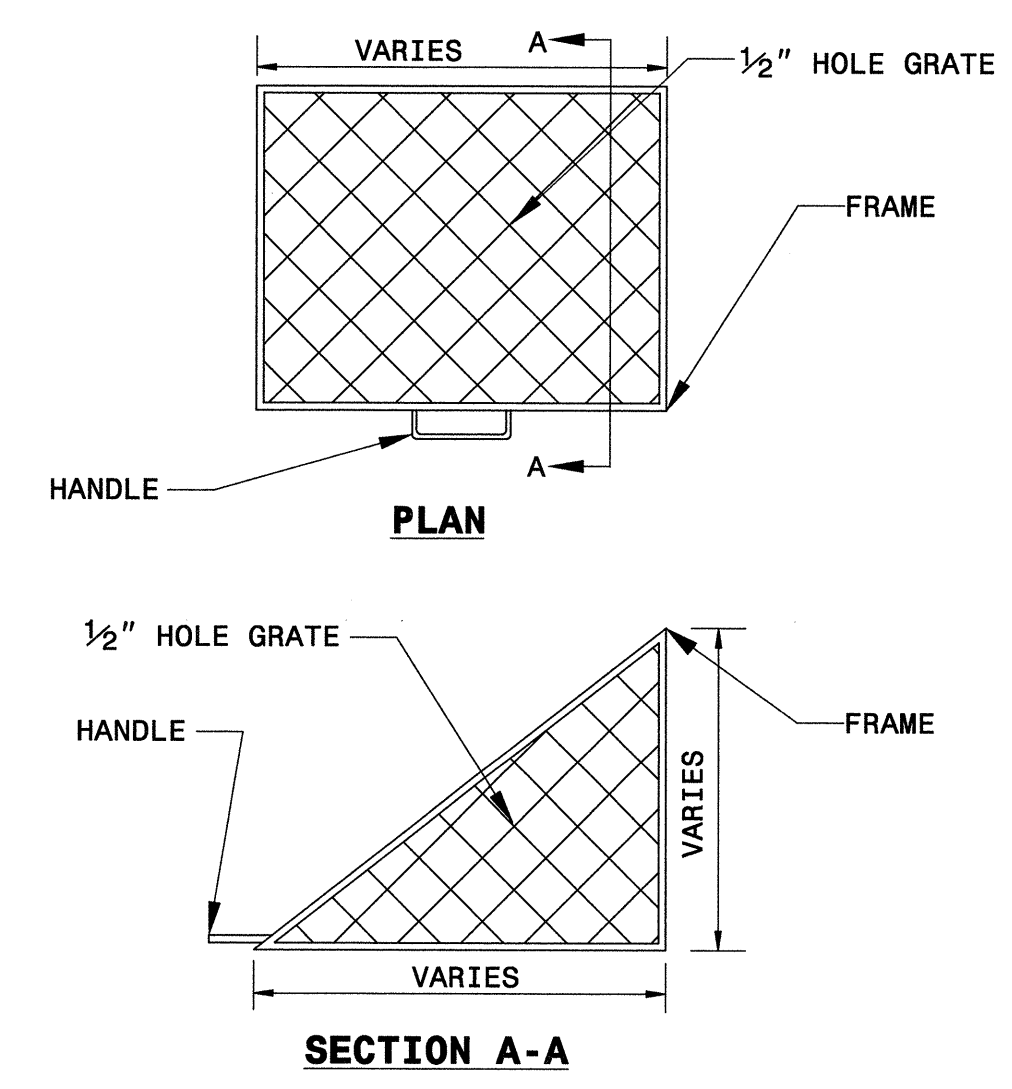 VARIES
A
½" HOLE GRATE
FRAME
A
HANDLE
PLAN
½" HOLE GRATE
HANDLE
FRAME
VARIES
VARIES
SECTION A-A